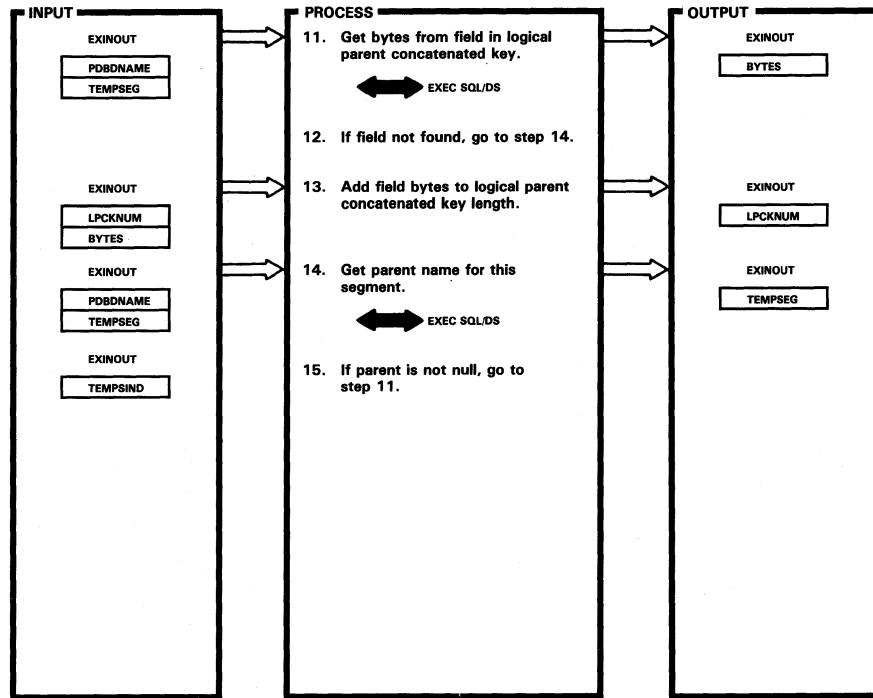 INPUT
EXINOUT
PDBDNAME
TEMPSEG
EXINOUT
LPCKNUM
BYTES
EXINOUT
PDBDNAME
TEMPSEG
EXINOUT
TEMPSIND
PROCESS
11. Get bytes from field in logical
parent concatenated key.
EXEC SQL/DS
12. If field not found, go to step 14.
13. Add field bytes to logical parent
concatenated key length.
14. Get parent name for this
segment.
EXEC SQL/DS
15. If parent is not null, go to
step 11.
OUTPUT
EXINOUT
BYTES
EXINOUT
LPCKNUM
EXINOUT
TEMPSEG